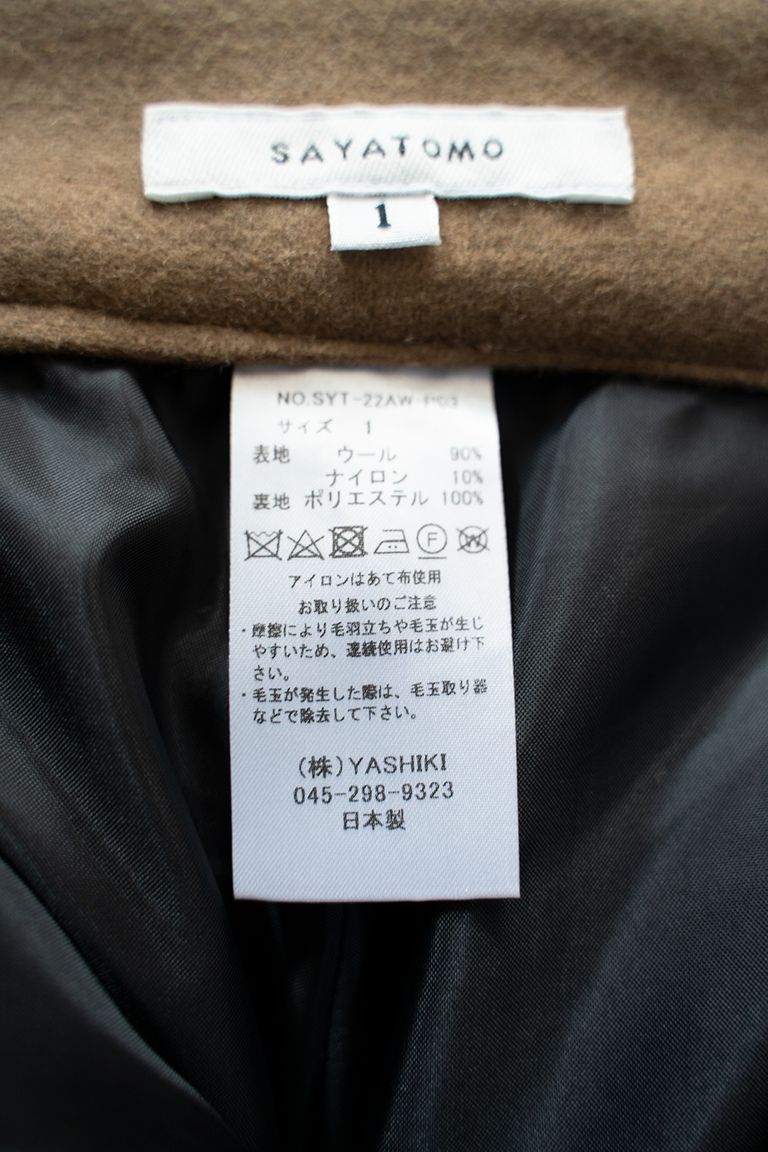 SAYATOMO
1
NO.SYT-22AW
サイズ 1
表地 ウール 90%
ナイロン 10%
裏地 ポリエステル 100%
F W
アイロンはあて布使用
お取り扱いのご注意
・摩擦により毛羽立ちや毛玉が生じ
やすいため、連続使用はお避け下
さい。
・毛玉が発生した際は、毛玉取り器
などで除去して下さい。
(株)YASHIKI
045-298-9323
日本製